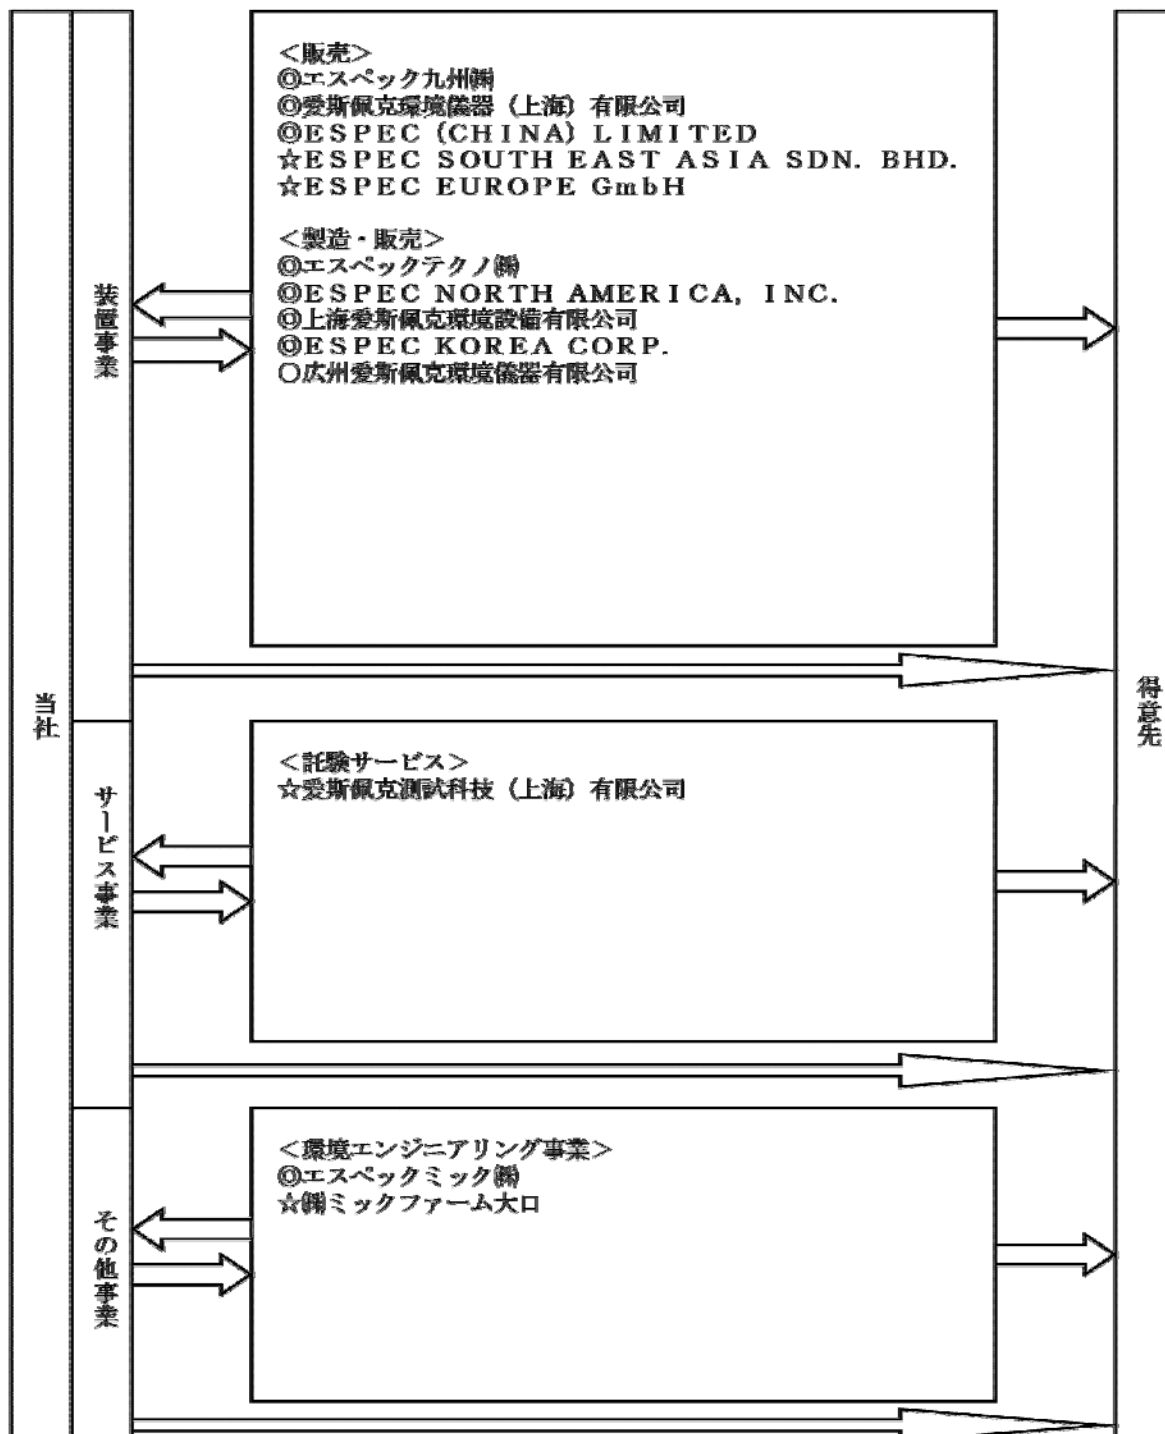 当社
装置事業
＜販売＞
◎エスペック九州㈱
◎愛斯佩克環境儀器（上海）有限公司
◎ＥＳＰＥＣ（ＣＨＩＮＡ）ＬＩＭＩＴＥＤ
☆ＥＳＰＥＣ ＳＯＵＴＨ ＥＡＳＴ ＡＳＩＡ ＳＤＮ．ＢＨＤ．
☆ＥＳＰＥＣ ＥＵＲＯＰＥ ＧｍｂＨ
＜製造・販売＞
◎エスペックテクノ㈱
◎ＥＳＰＥＣ ＮＯＲＴＨ ＡＭＥＲＩＣＡ，ＩＮＣ．
◎上海愛斯佩克環境設備有限公司
◎ＥＳＰＥＣ ＫＯＲＥＡ ＣＯＲＰ．
○広州愛斯佩克環境儀器有限公司
サービス事業
＜託験サービス＞
☆愛斯佩克測試科技（上海）有限公司
その他事業
＜環境エンジニアリング事業＞
◎エスペックミック㈱
☆㈱ミックファーム大口
得意先